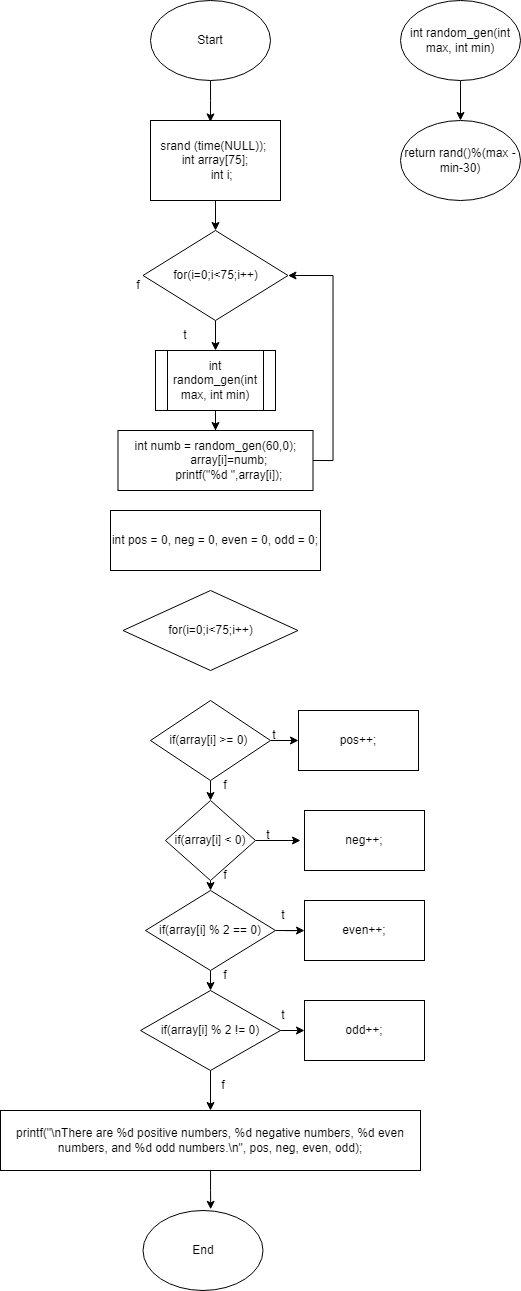 Start
int random_gen(int
max, int min)
srand (time(NULL));
int array[75];
int i;
return rand()%(max -
min-30)
for(i=0;i<75;i++)
f
t
int
random_gen(int
max, int min)
int numb = random_gen(60,0);
array[i]=numb;
printf("%d ",array[i]);
int pos = 0, neg = 0, even = 0, odd = 0;
for(i=0;i<75;i++)
if(array[i] >= 0)
t
pos++;
f
if(array[i] < 0)
t
neg++;
f
if(array[i] % 2 == 0)
t
even++;
f
if(array[i] % 2 != 0)
t
odd++;
f
printf("\nThere are %d positive numbers, %d negative numbers, %d even
numbers, and %d odd numbers.\n", pos, neg, even, odd);
End